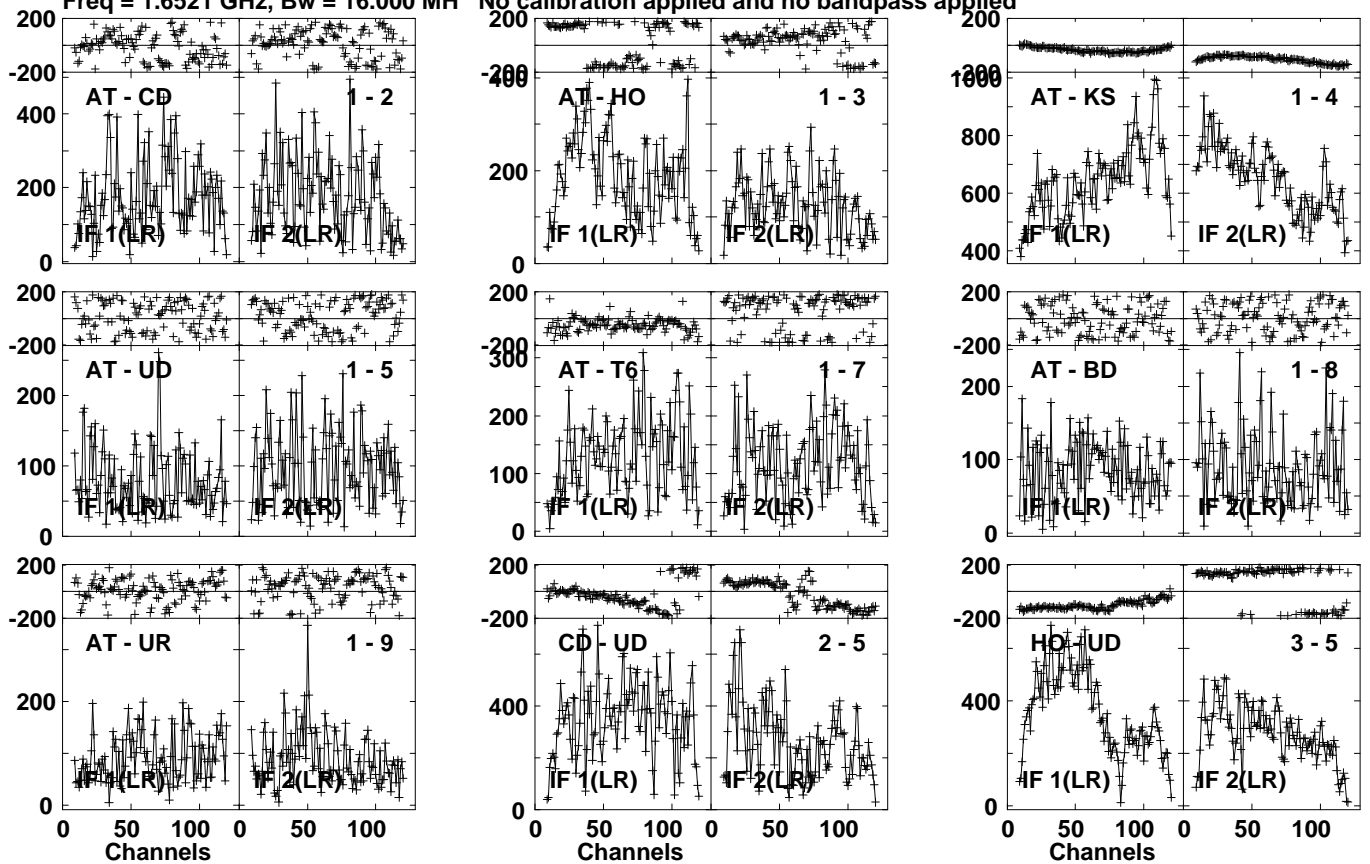 Freq = 1.6521 GHz, Bw = 16.000 MH No calibration applied and no bandpass applied
200 200 200
-200 -200 -200
AT - CD 1 - 2 AT - HO 1 - 3 AT - KS 1 - 4
400 400 1000
200 200 800
0 0 600
400
IF 1(LR) IF 2(LR) IF 1(LR) IF 2(LR) IF 1(LR) IF 2(LR)
200 200 200
-200 -200 -200
AT - UD 1 - 5 AT - T6 1 - 7 AT - BD 1 - 8
200 300 200
100 200 100
0 100 0
0
IF 1(LR) IF 2(LR) IF 1(LR) IF 2(LR) IF 1(LR) IF 2(LR)
200 200 200
-200 -200 -200
AT - UR 1 - 9 CD - UD 2 - 5 HO - UD 3 - 5
200 400 400
0 0 0
IF 1(LR) IF 2(LR) IF 1(LR) IF 2(LR) IF 1(LR) IF 2(LR)
0 50 100 0 50 100 0 50 100 0 50 100 0 50 100 0 50 100
Channels Channels Channels